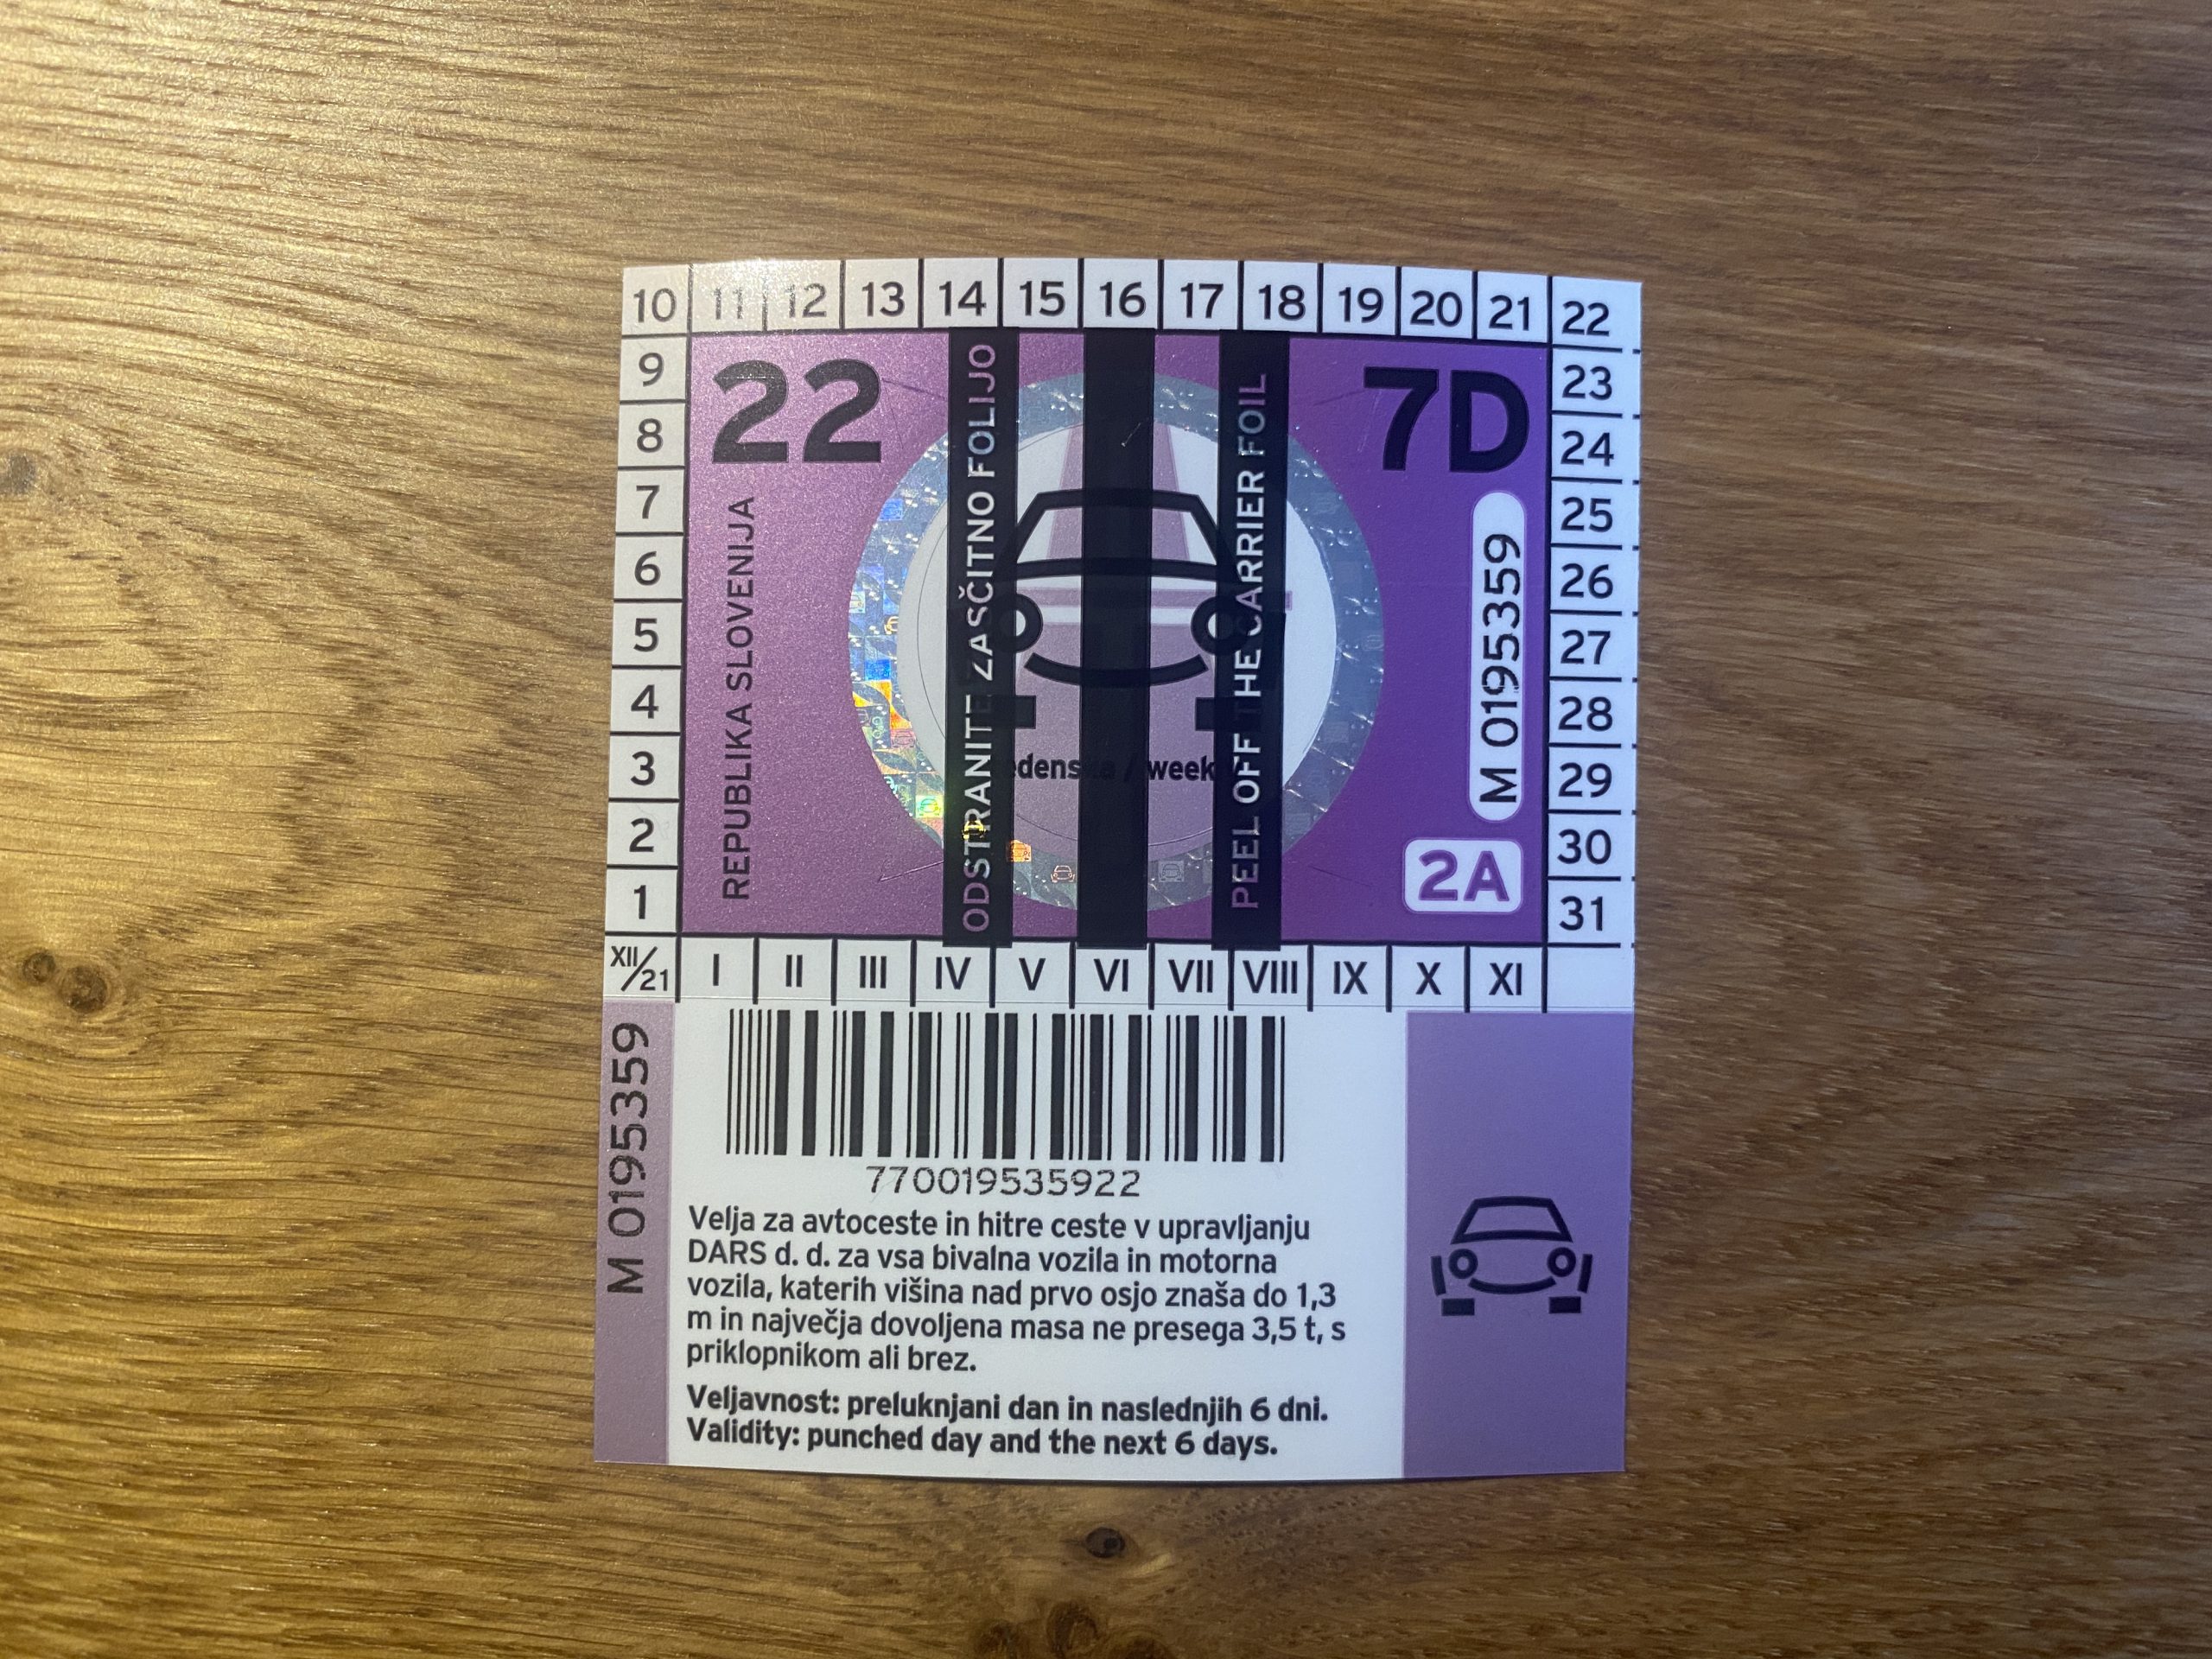 10 11 12 13 14 15 16 17 18 19 20 21 22
9 23
8 24
7 25
6 26
5 27
4 28
3 29
2 30
1 31
22
7D
REPUBLIKA SLOVENIJA
ODSTRANITE ZAŠČITNO FOLIJO
PEEL OFF THE CARRIER FOIL
/ week
M 0195359
2A
XII/21 I II III IV V VI VII VIII IX X XI
M 0195359
770019535922
Velja za avtoceste in hitre ceste v upravljanju
DARS d. d. za vsa bivalna vozila in motorna
vozila, katerih višina nad prvo osjo znaša do 1,3
m in največja dovoljena masa ne presega 3,5 t, s
priklopnikom ali brez.
Veljavnost: preluknjani dan in naslednjih 6 dni.
Validity: punched day and the next 6 days.